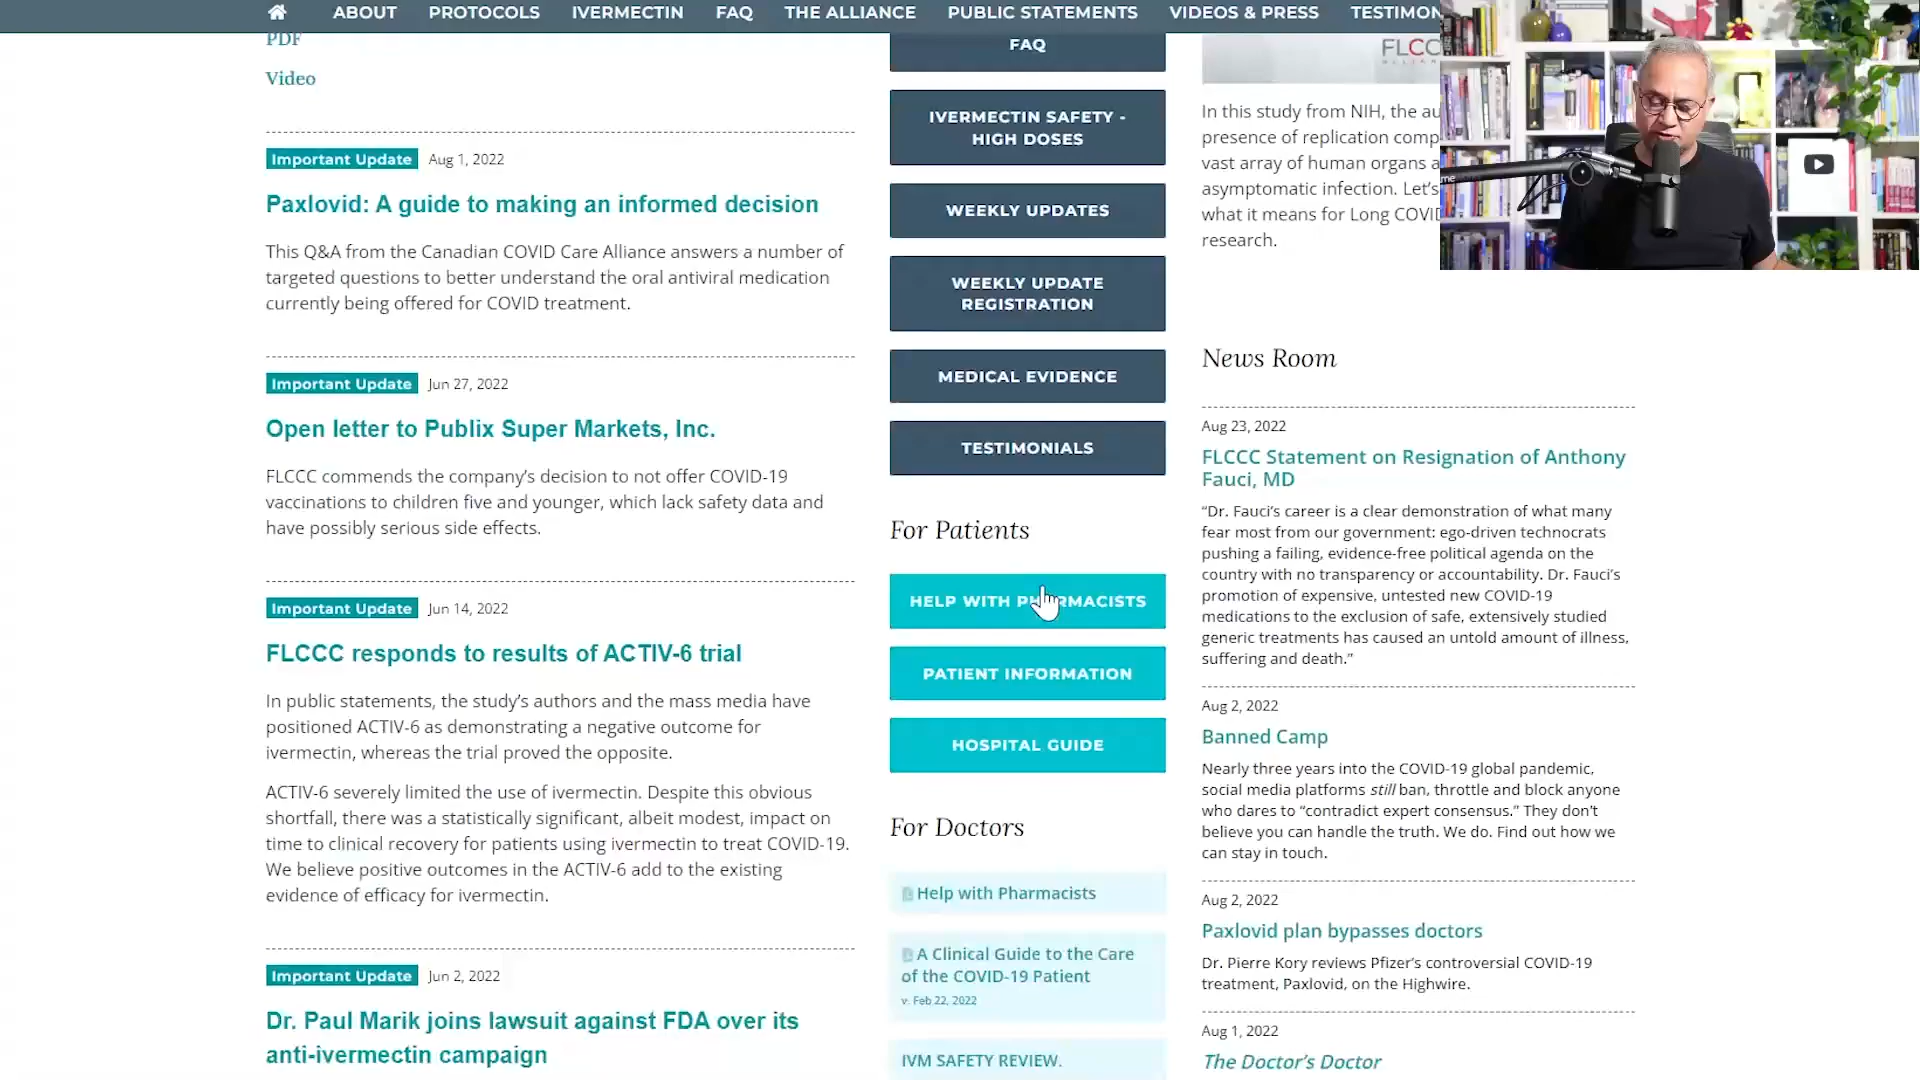 ABOUT PROTOCOLS IVERMECTIN FAQ THE ALLIANCE PUBLIC STATEMENTS VIDEOS & PRESS TESTIMON
PDF
Video
Important Update Aug 1, 2022
Paxlovid: A guide to making an informed decision
This Q&A from the Canadian COVID Care Alliance answers a number of
targeted questions to better understand the oral antiviral medication
currently being offered for COVID treatment.
Important Update Jun 27, 2022
Open letter to Publix Super Markets, Inc.
FLCCC commends the company's decision to not offer COVID-19
vaccinations to children five and younger, which lack safety data and
have possibly serious side effects.
Important Update Jun 14, 2022
FLCCC responds to results of ACTIV-6 trial
In public statements, the study's authors and the mass media have
positioned ACTIV-6 as demonstrating a negative outcome for
ivermectin, whereas the trial proved the opposite.
ACTIV-6 severely limited the use of ivermectin. Despite this obvious
shortfall, there was a statistically significant, albeit modest, impact on
time to clinical recovery for patients using ivermectin to treat COVID-19.
We believe positive outcomes in the ACTIV-6 add to the existing
evidence of efficacy for ivermectin.
Important Update Jun 2, 2022
Dr. Paul Marik joins lawsuit against FDA over its
anti-ivermectin campaign
FAQ
IVERMECTIN SAFETY -
HIGH DOSES
WEEKLY UPDATES
WEEKLY UPDATE
REGISTRATION
MEDICAL EVIDENCE
TESTIMONIALS
For Patients
HELP WITH PHARMACISTS
PATIENT INFORMATION
HOSPITAL GUIDE
For Doctors
Help with Pharmacists
A Clinical Guide to the Care
of the COVID-19 Patient
v. Feb 22, 2022
IVM SAFETY REVIEW.
FLCC
In this study from NIH, the au
presence of replication comp
vast array of human organs a
asymptomatic infection. Let's
what it means for Long COVI
research.
News Room
Aug 23, 2022
FLCCC Statement on Resignation of Anthony
Fauci, MD
“Dr. Fauci's career is a clear demonstration of what many
fear most from our government: ego-driven technocrats
pushing a failing, evidence-free political agenda on the
country with no transparency or accountability. Dr. Fauci's
promotion of expensive, untested new COVID-19
medications to the exclusion of safe, extensively studied
generic treatments has caused an untold amount of illness,
suffering and death.”
Aug 2, 2022
Banned Camp
Nearly three years into the COVID-19 global pandemic,
social media platforms still ban, throttle and block anyone
who dares to “contradict expert consensus.” They don't
believe you can handle the truth. We do. Find out how we
can stay in touch.
Aug 2, 2022
Paxlovid plan bypasses doctors
Dr. Pierre Kory reviews Pfizer's controversial COVID-19
treatment, Paxlovid, on the Highwire.
Aug 1, 2022
The Doctor's Doctor